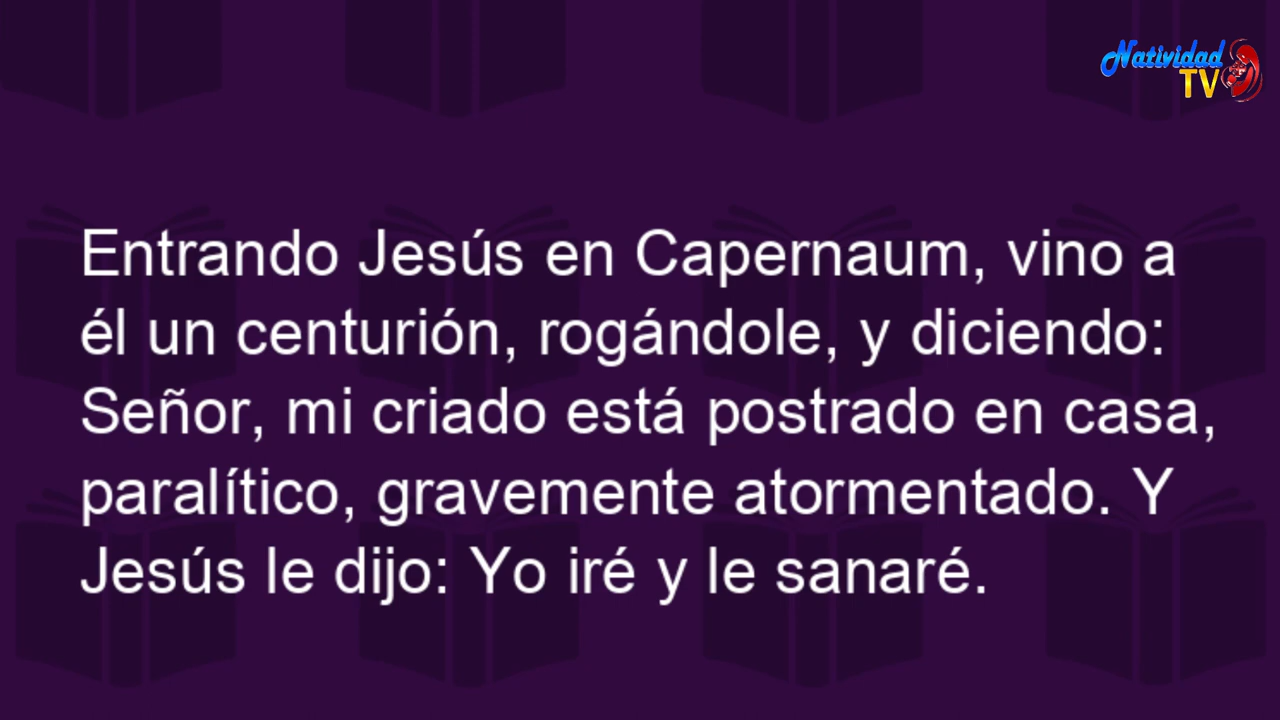 Natividad
TV
Entrando Jesús en Capernaum, vino a
él un centurión, rogándole, y diciendo:
Señor, mi criado está postrado en casa,
paralítico, gravemente atormentado. Y
Jesús le dijo: Yo iré y le sanaré.